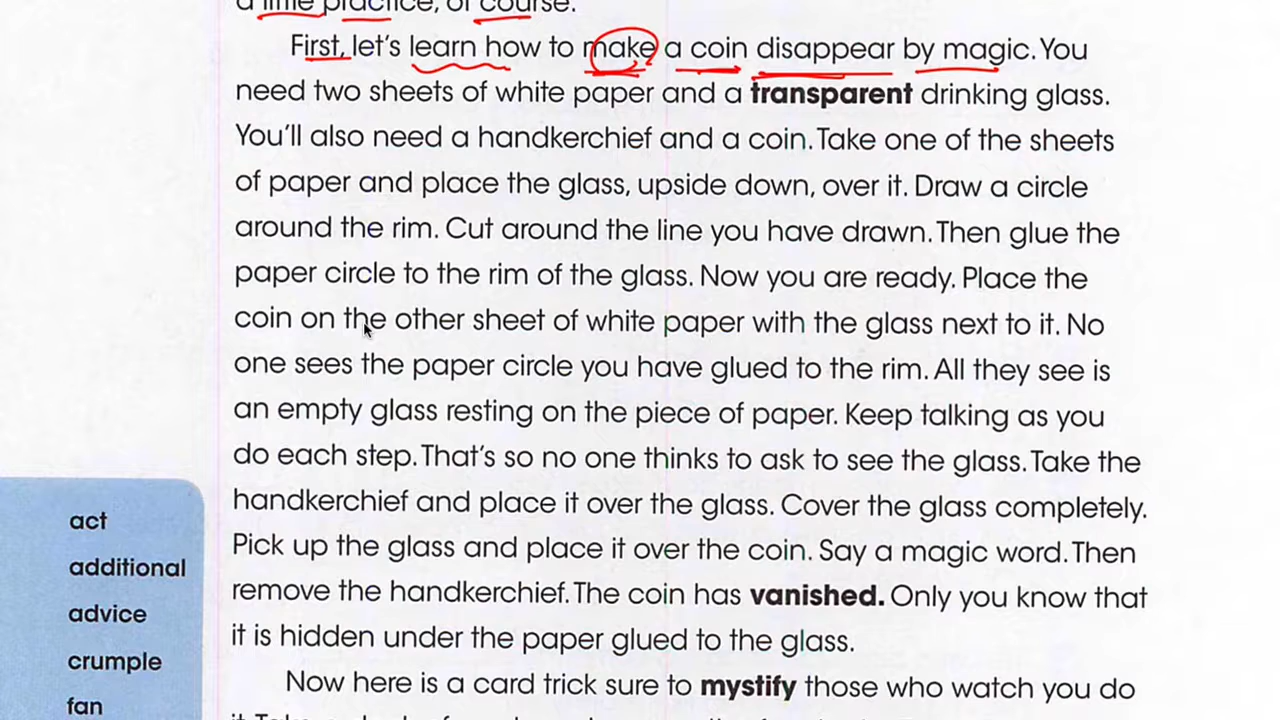 a little practice, of course.
First, let's learn how to make a coin disappear by magic. You
need two sheets of white paper and a transparent drinking glass.
You'll also need a handkerchief and a coin. Take one of the sheets
of paper and place the glass, upside down, over it. Draw a circle
around the rim. Cut around the line you have drawn. Then glue the
paper circle to the rim of the glass. Now you are ready. Place the
coin on the other sheet of white paper with the glass next to it. No
one sees the paper circle you have glued to the rim. All they see is
an empty glass resting on the piece of paper. Keep talking as you
do each step. That's so no one thinks to ask to see the glass. Take the
handkerchief and place it over the glass. Cover the glass completely.
Pick up the glass and place it over the coin. Say a magic word. Then
remove the handkerchief. The coin has vanished. Only you know that
it is hidden under the paper glued to the glass.
Now here is a card trick sure to mystify those who watch you do
act
additional
advice
crumple
fan